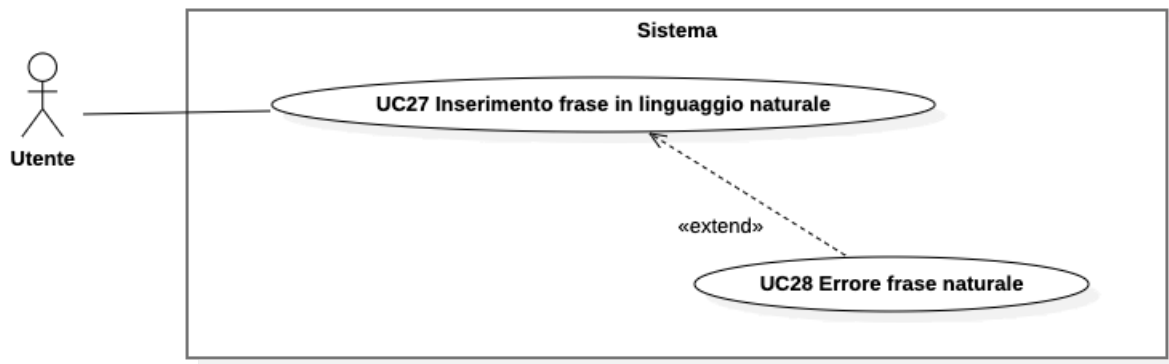 Sistema
UC27 Inserimento frase in linguaggio naturale
Utente
«extend»
UC28 Errore frase naturale